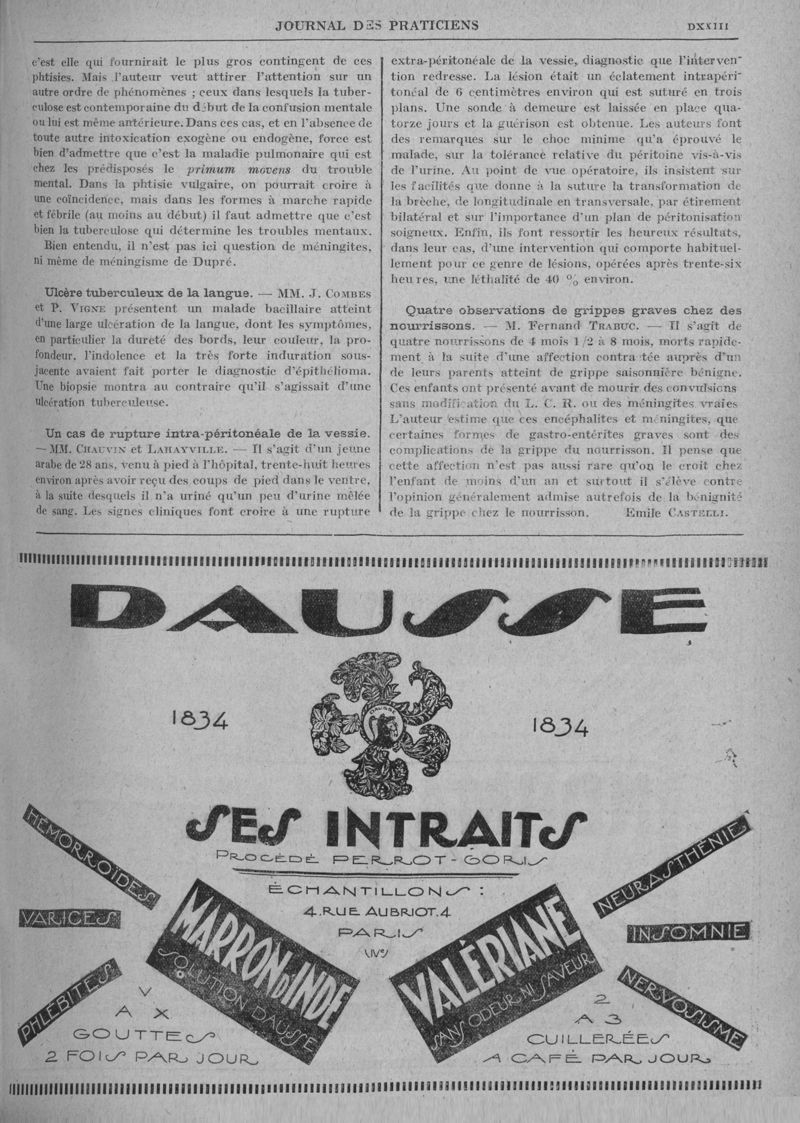 JOURNAL DES PRATICIENS
DXXIII
c'est elle qui fournirait le plus gros contingent de ces
phtisies. Mais l'auteur veut attirer l'attention sur un
autre ordre de phénomènes ; ceux dans lesquels la tuber-
culose est contemporaine du début de la confusion mentale
ou lui est même antérieure. Dans ces cas, et en l'absence de
toute autre intoxication exogène ou endogène, force est
bien d'admettre que c'est la maladie pulmonaire qui est
chez les prédisposés le primum movens du trouble
mental. Dans la phtisie vulgaire, on pourrait croire à
une coïncidence, mais dans les formes à marche rapide
et fébrile (au moins au début) il faut admettre que c'est
bien la tuberculose qui détermine les troubles mentaux.
Bien entendu, il n'est pas ici question de méningites,
ni même de méningisme de Dupré.
Ulcère tuberculeux de la langue. — MM. J. COMBES
et P. VIGNE présentent un malade bacillaire atteint
d'une large ulcération de la langue, dont les symptômes,
en particulier la dureté des bords, leur couleur, la pro-
fondeur, l'indolence et la très forte induration sous-
jacente avaient fait porter le diagnostic d'épithélioma.
Une biopsie montra au contraire qu'il s'agissait d'une
ulcération tuberculeuse.
Un cas de rupture intra-péritonéale de la vessie.
— MM. CHAUVIN et LAHAYVILLE. — Il s'agit d'un jeune
arabe de 28 ans, venu à pied à l'hôpital, trente-huit heures
environ après avoir reçu des coups de pied dans le ventre,
à la suite desquels il n'a uriné qu'un peu d'urine mêlée
de sang. Les signes cliniques font croire à une rupture
extra-péritonéale de la vessie, diagnostic que l'interven-
tion redresse. La lésion était un éclatement intrapéri-
tonéal de 6 centimètres environ qui est suturé en trois
plans. Une sonde à demeure est laissée en place qua-
torze jours et la guérison est obtenue. Les auteurs font
des remarques sur le choc minime qu'a éprouvé le
malade, sur la tolérance relative du péritoine vis-à-vis
de l'urine. Au point de vue opératoire, ils insistent sur
les facilités que donne à la suture la transformation de
la brèche, de longitudinale en transversale, par étirement
bilatéral et sur l'importance d'un plan de péritonisation
soigneux. Enfin, ils font ressortir les heureux résultats,
dans leur cas, d'une intervention qui comporte habituel-
lement pour ce genre de lésions, opérées après trente-six
heures, une léthalité de 40 % environ.
Quatre observations de grippes graves chez des
nourrissons. — M. Fernand TRABUC. — Il s'agit de
quatre nourrissons de 4 mois 1/2 à 8 mois, morts rapide-
ment à la suite d'une affection contra tée auprès d'un
de leurs parents atteint de grippe saisonnière bénigne.
Ces enfants ont présenté avant de mourir des convulsions
sans modification du L. C. R. ou des méningites vraies
L'auteur estime que ces encéphalites et méningites, que
certaines formes de gastro-entérites graves sont des
complications de la grippe du nourrisson. Il pense que
cette affection n'est pas aussi rare qu'on le croit chez
l'enfant de moins d'un an et surtout il s'élève contre
l'opinion généralement admise autrefois de la bénignité
de la grippe chez le nourrisson. Emile CASTELLI.
DAUSSE
1834
DAUSSE
1834
SES INTRAITS
PROCÉDÉ PERROT-GORIS
HÉMORROÏDES
VARICES
PHLÉBITES
MARRON D'INDE
SOLUTION DAUSSE
V
A X
GOUTTES
2 FOIS PAR JOUR
ÉCHANTILLONS :
4.RUE AUBRIOT.4
PARIS
VALÉRIANE
SANS ODEUR NI SAVEUR
NEURASTHÉNIE
INSOMNIE
NERVOSISME
2
A 3
CUILLERÉES
A CAFÉ PAR JOUR